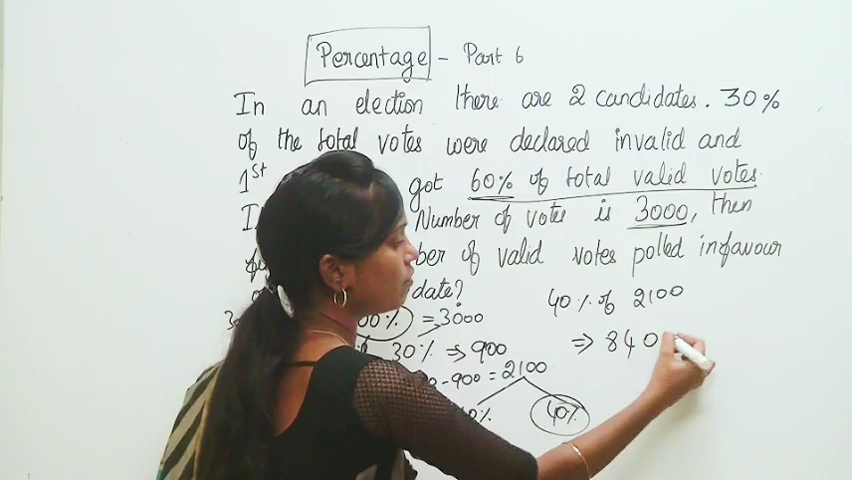 Percentage - Part 6
In an election there are 2 candidates. 30%
of the total votes were declared invalid and
1st got 60% of total valid votes.
Number of vote is 3000, then
of valid votes polled infavour
date?
40% of 2100
= 3000
30% ⇒ 900
⇒ 840
-900 = 2100
40%